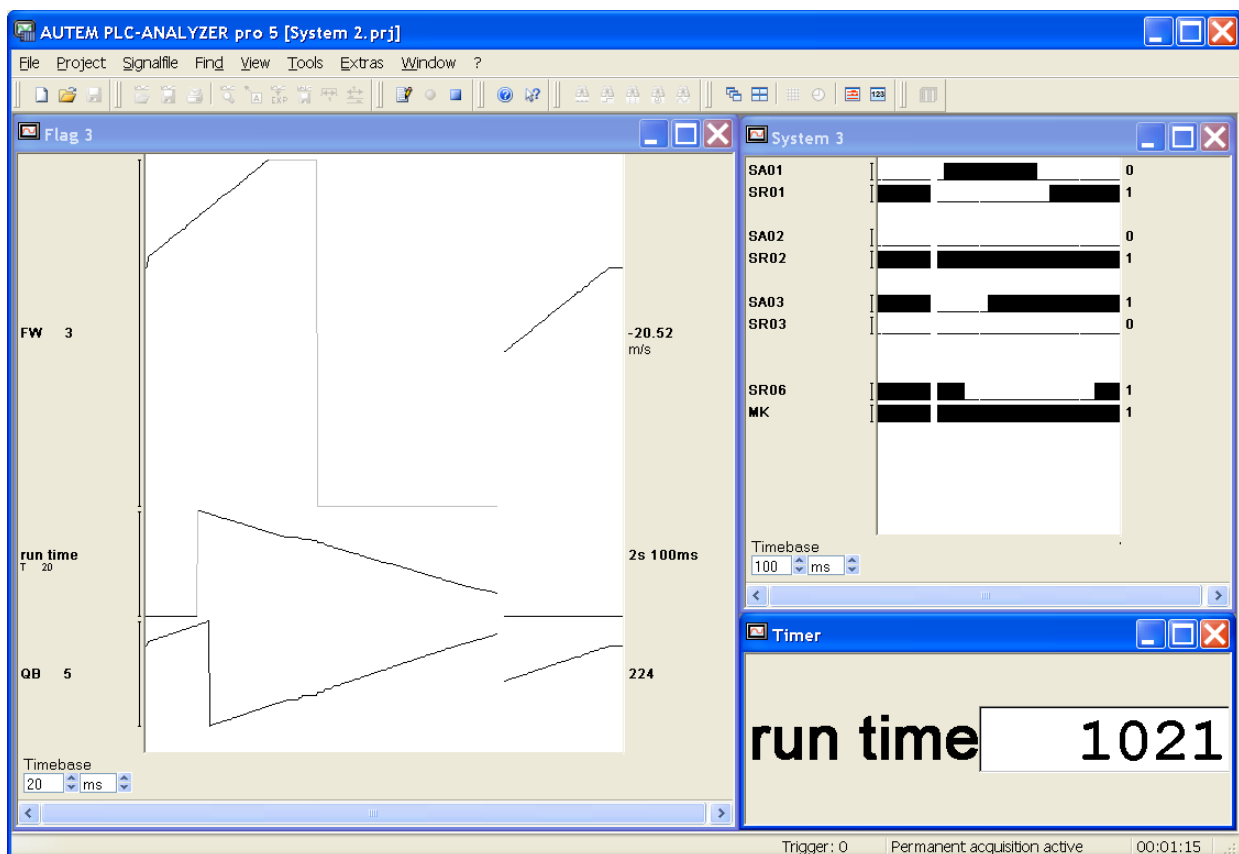 AUTEM PLC-ANALYZER pro 5 [System 2.prj]
File Project Signalfile Find View Tools Extras Window ?
Flag 3
FW 3
-20.52
m/s
run time
T 20
2s 100ms
QB 5
224
Timebase
20 ms
System 3
SA01 0
SR01 1
SA02 0
SR02 1
SA03 1
SR03 0
SR06 1
MK 1
Timebase
100 ms
Timer
run time 1021
Trigger: 0 Permanent acquisition active 00:01:15